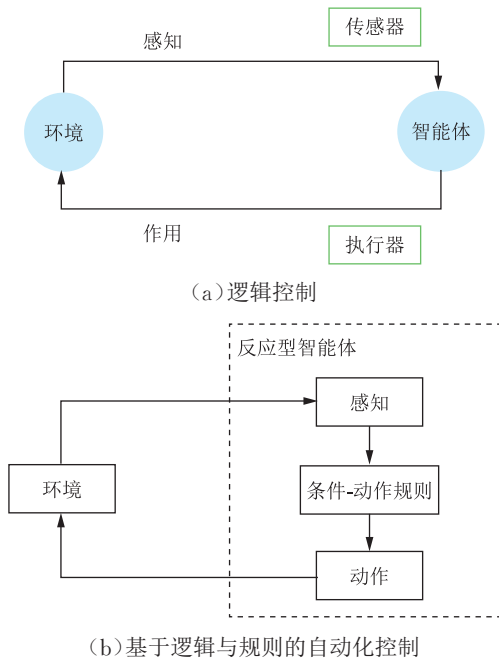 传感器
感知
环境
智能体
作用
执行器
(a)逻辑控制
反应型智能体
感知
环境
条件-动作规则
动作
(b)基于逻辑与规则的自动化控制